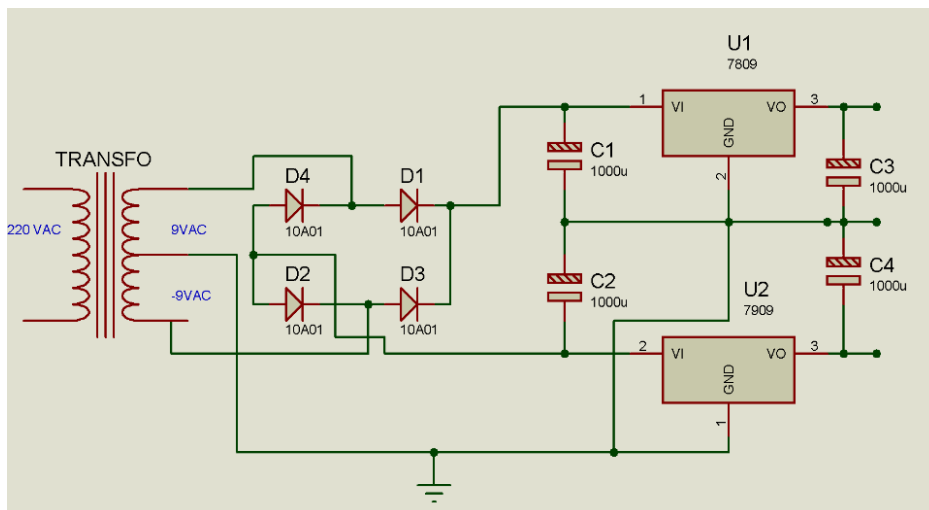 TRANSFO
220 VAC
9VAC
-9VAC
D4
10A01
D1
10A01
D2
10A01
D3
10A01
C1
1000u
C2
1000u
U1
7809
1
VI
VO
3
GND
2
C3
1000u
C4
1000u
U2
7909
2
VI
VO
3
GND
1